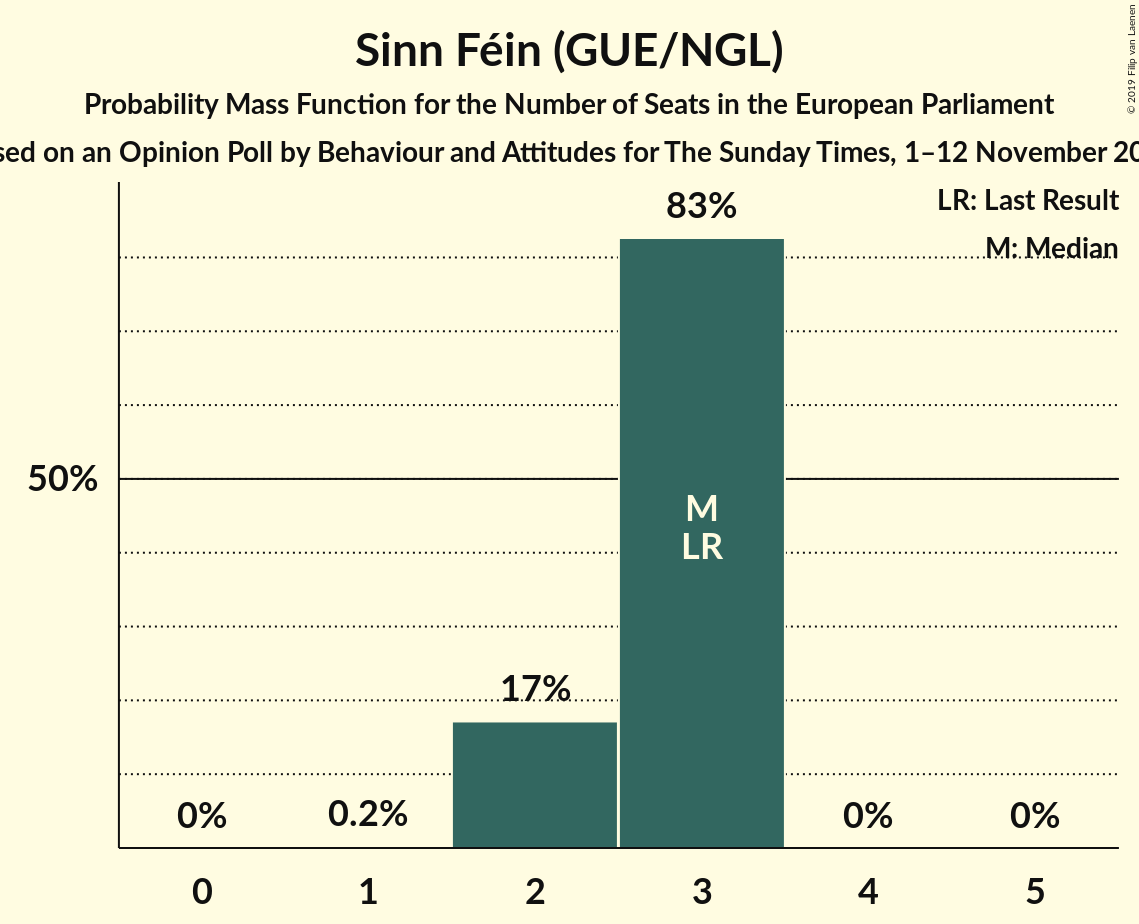 Sinn Féin (GUE/NGL)
Probability Mass Function for the Number of Seats in the European Parliament
on an Opinion Poll by Behaviour and Attitudes for The Sunday Times, 1–12 November
© 2019 Filip van Laenen
LR: Last Result
M: Median
83%
50%
M
LR
17%
0%
0.2%
0%
0%
0
1
2
3
4
5